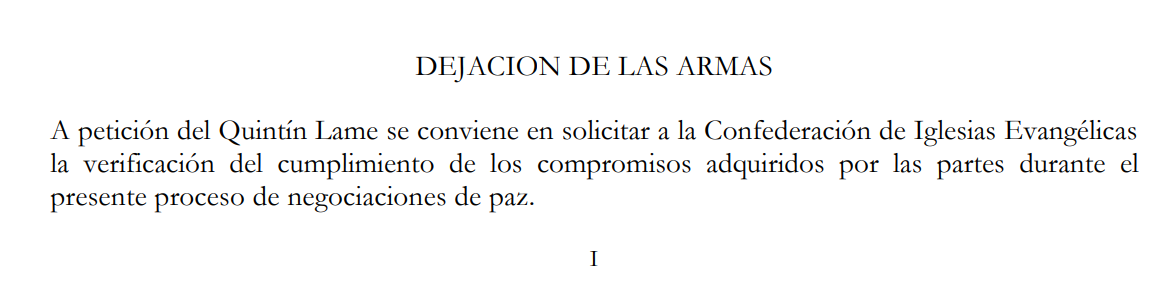 DEJACION DE LAS ARMAS
A petición del Quintín Lame se conviene en solicitar a la Confederación de Iglesias Evangélicas
la verificación del cumplimiento de los compromisos adquiridos por las partes durante el
presente proceso de negociaciones de paz.
I